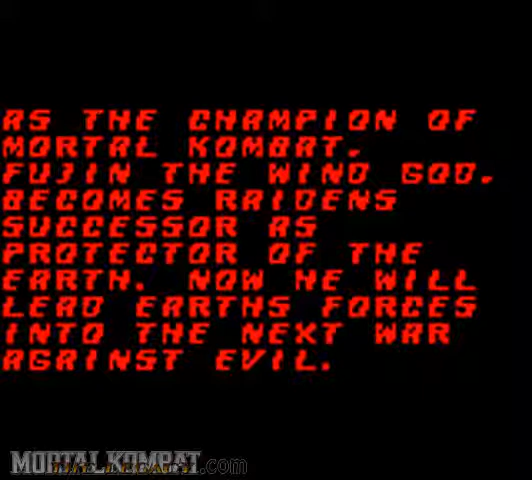 AS THE CHAMPION OF
MORTAL KOMBAT.
FUJIN THE WIND GOD.
BECOMES RAIDENS
SUCCESSOR AS
PROTECTOR OF THE
EARTH. NOW HE WILL
LEAD EARTHS FORCES
INTO THE NEXT WAR
AGAINST EVIL.
MORTAL KOMBAT .com